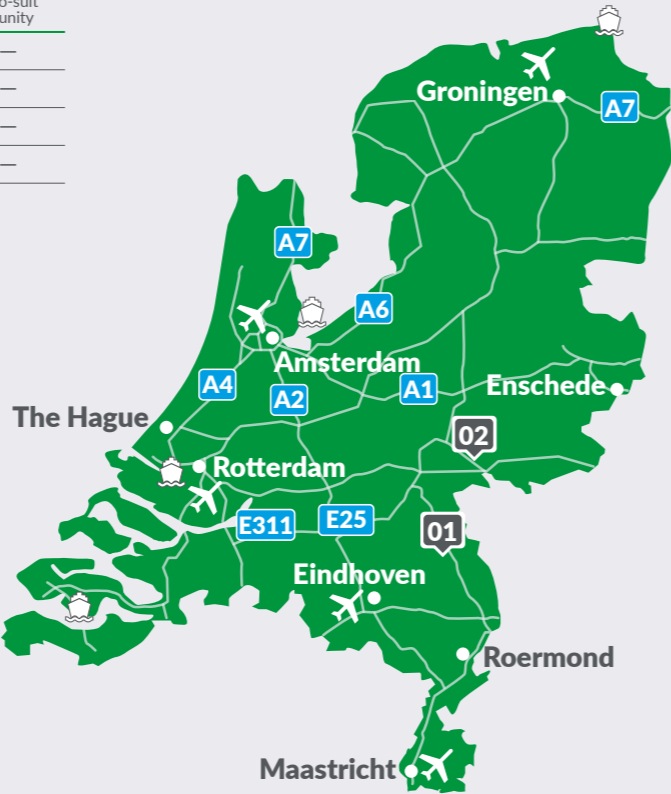 o-suit
unity
—
—
—
—
Groningen
A7
A7
A6
Amsterdam
A4
A2
A1
Enschede
The Hague
02
Rotterdam
E311
E25
01
Eindhoven
Roermond
Maastricht